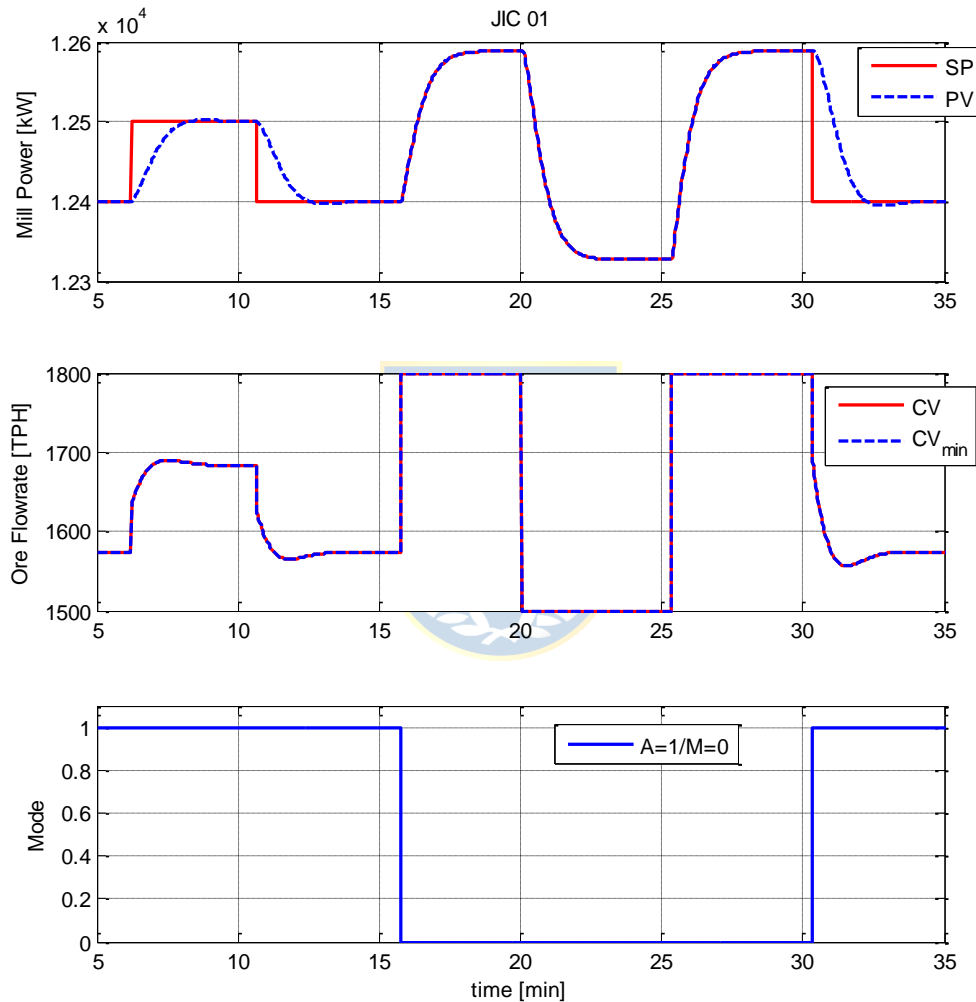 JIC 01
x 10^4
1.26
1.25
1.24
1.23
Mill Power [kW]
SP
PV
5 10 15 20 25 30 35
1800
1700
1600
1500
Ore Flowrate [TPH]
CV
CV_min
5 10 15 20 25 30 35
1
0.8
0.6
0.4
0.2
0
Mode
A=1/M=0
5 10 15 20 25 30 35
time [min]